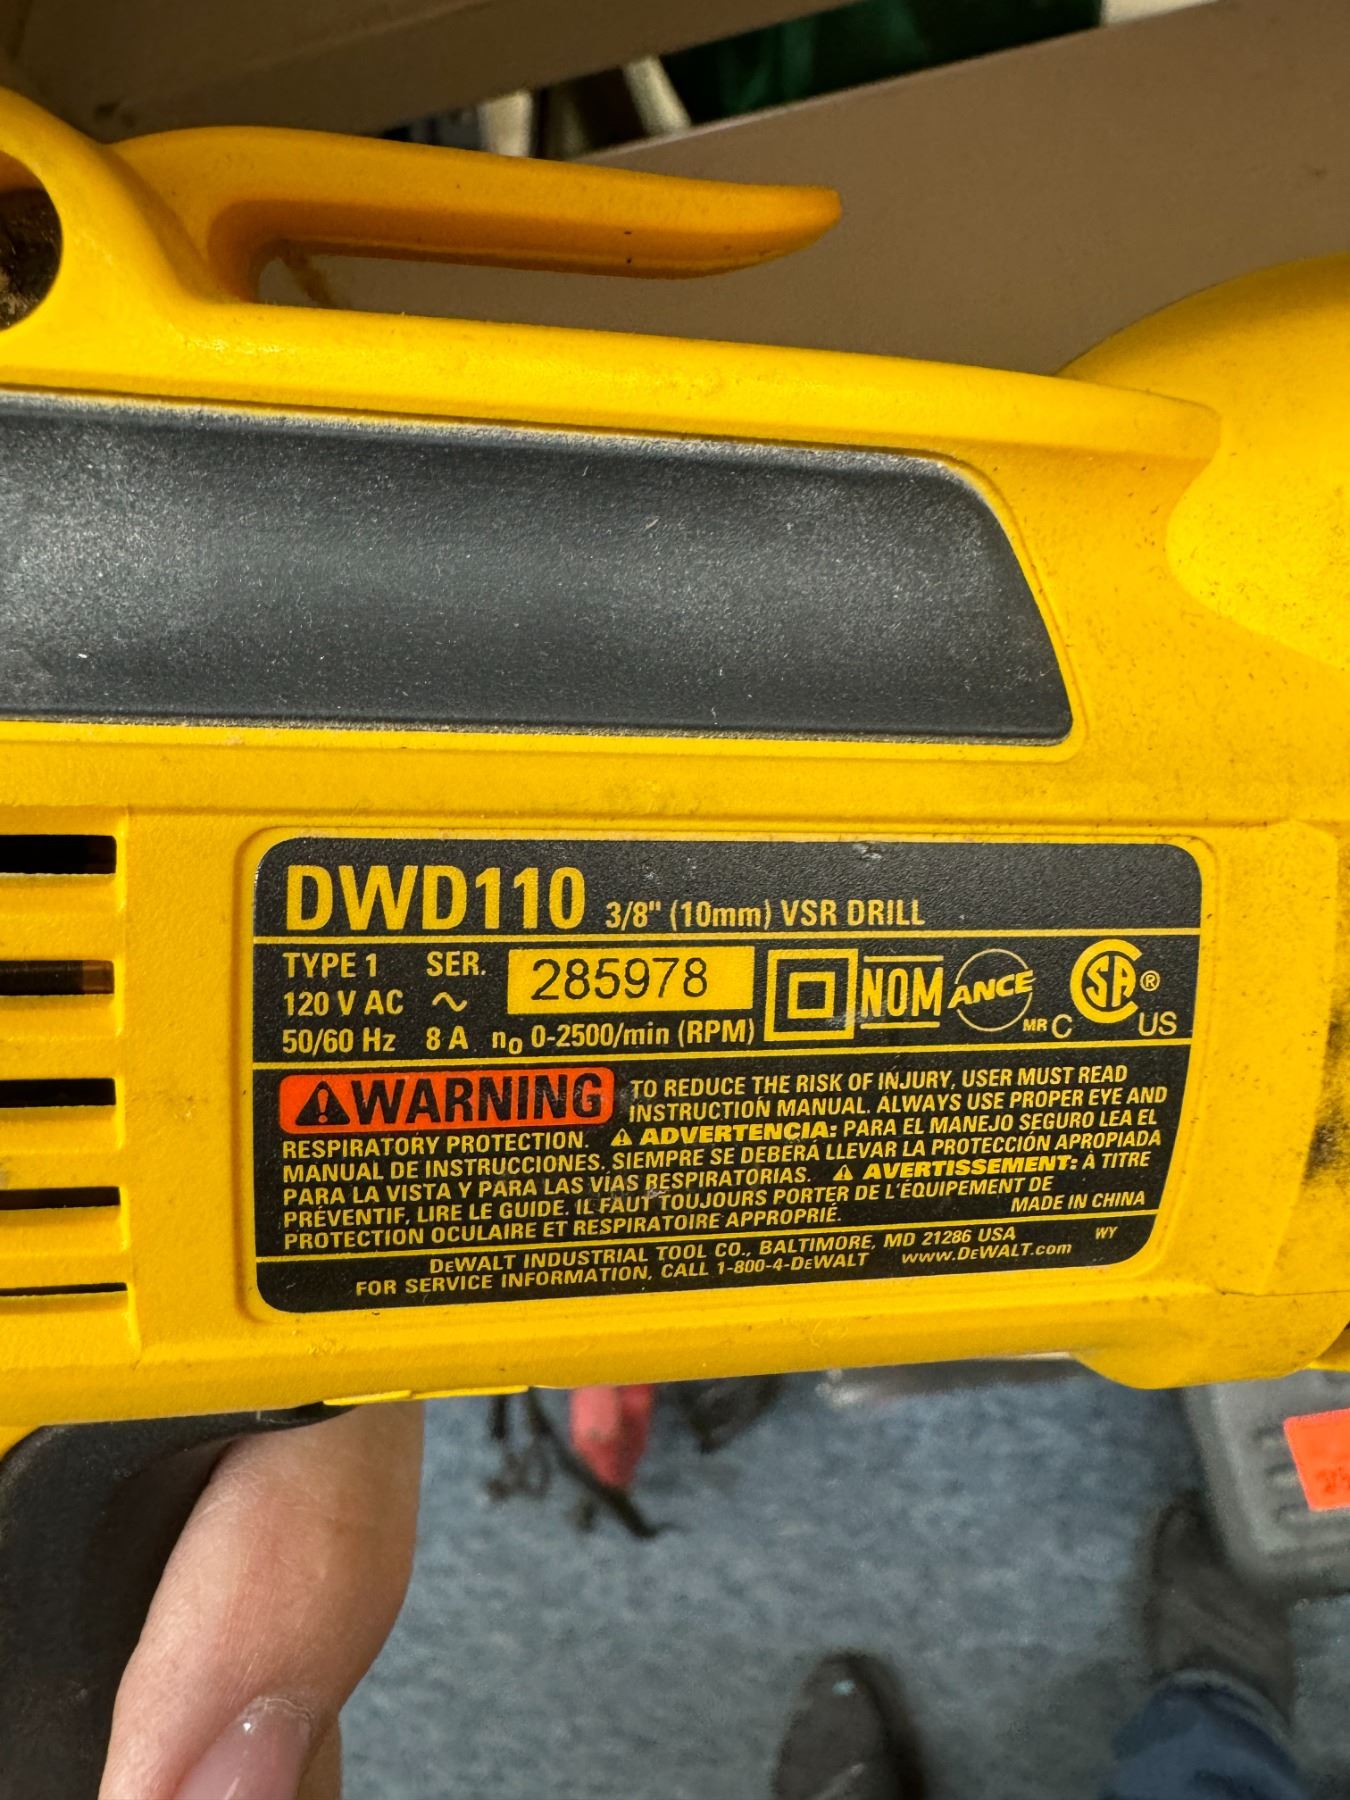 DWD110 3/8" (10mm) VSR DRILL
TYPE 1 SER. 285978
120 V AC ~
50/60 Hz 8 A n₀ 0-2500/min (RPM)
NOM ANCE MR C SA® US
⚠WARNING TO REDUCE THE RISK OF INJURY, USER MUST READ
INSTRUCTION MANUAL. ALWAYS USE PROPER EYE AND
RESPIRATORY PROTECTION. ⚠ ADVERTENCIA: PARA EL MANEJO SEGURO LEA EL
MANUAL DE INSTRUCCIONES. SIEMPRE SE DEBERÁ LLEVAR LA PROTECCIÓN APROPIADA
PARA LA VISTA Y PARA LAS VÍAS RESPIRATORIAS. ⚠ AVERTISSEMENT: À TITRE
PRÉVENTIF, LIRE LE GUIDE. IL FAUT TOUJOURS PORTER DE L'ÉQUIPEMENT DE
PROTECTION OCULAIRE ET RESPIRATOIRE APPROPRIÉ. MADE IN CHINA
DEWALT INDUSTRIAL TOOL CO., BALTIMORE, MD 21286 USA WY
FOR SERVICE INFORMATION, CALL 1-800-4-DEWALT www.DEWALT.com